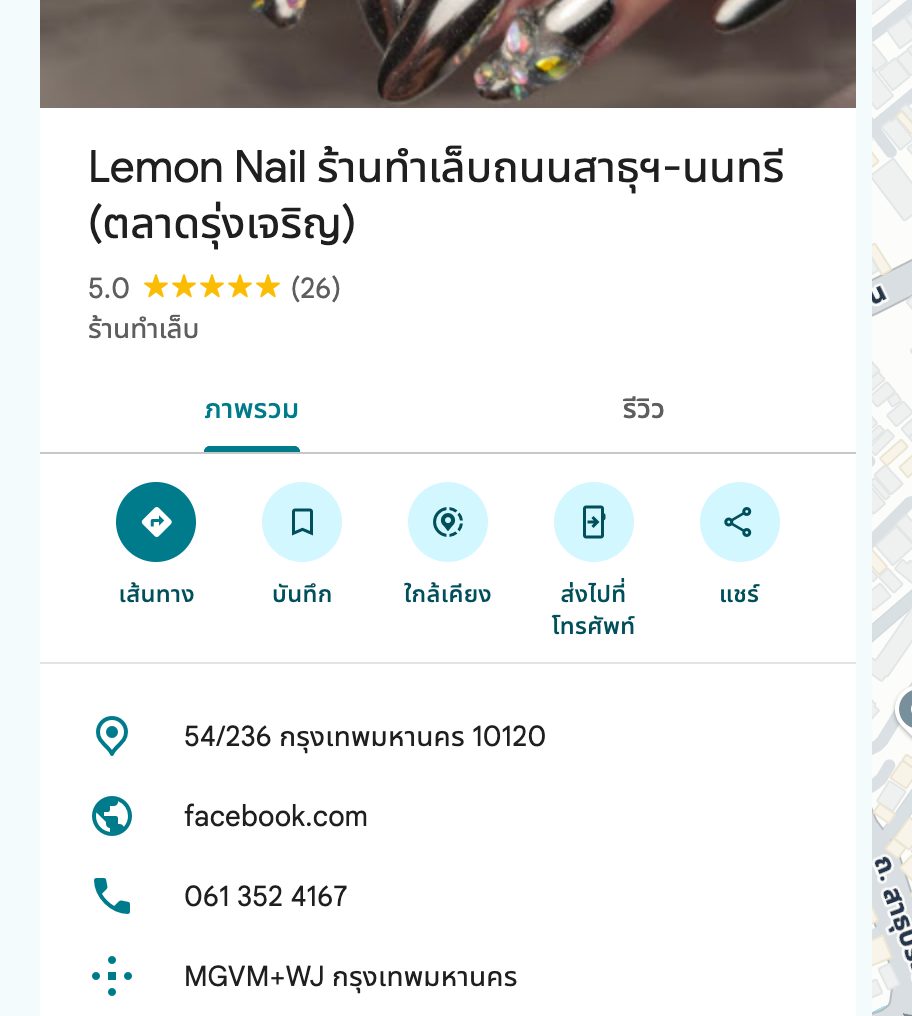 Lemon Nail ร้านทำเล็บถนนสาธุฯ-นนทรี
(ตลาดรุ่งเจริญ)
5.0 ★★★★★ (26)
ร้านทำเล็บ
ภาพรวม
รีวิว
เส้นทาง
บันทึก
ใกล้เคียง
ส่งไปที่
โทรศัพท์
แชร์
54/236 กรุงเทพมหานคร 10120
facebook.com
061 352 4167
MGVM+WJ กรุงเทพมหานคร